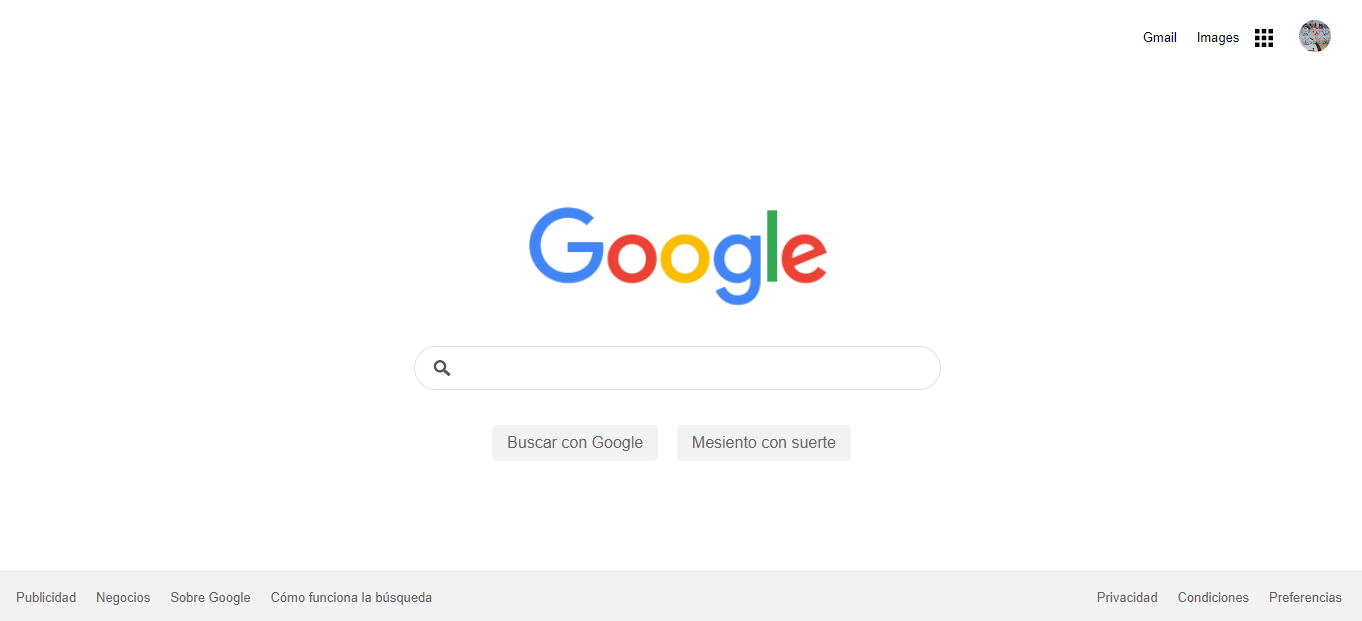 Gmail Images
Google
Buscar con Google Mesiento con suerte
Publicidad Negocios Sobre Google Cómo funciona la búsqueda Privacidad Condiciones Preferencias